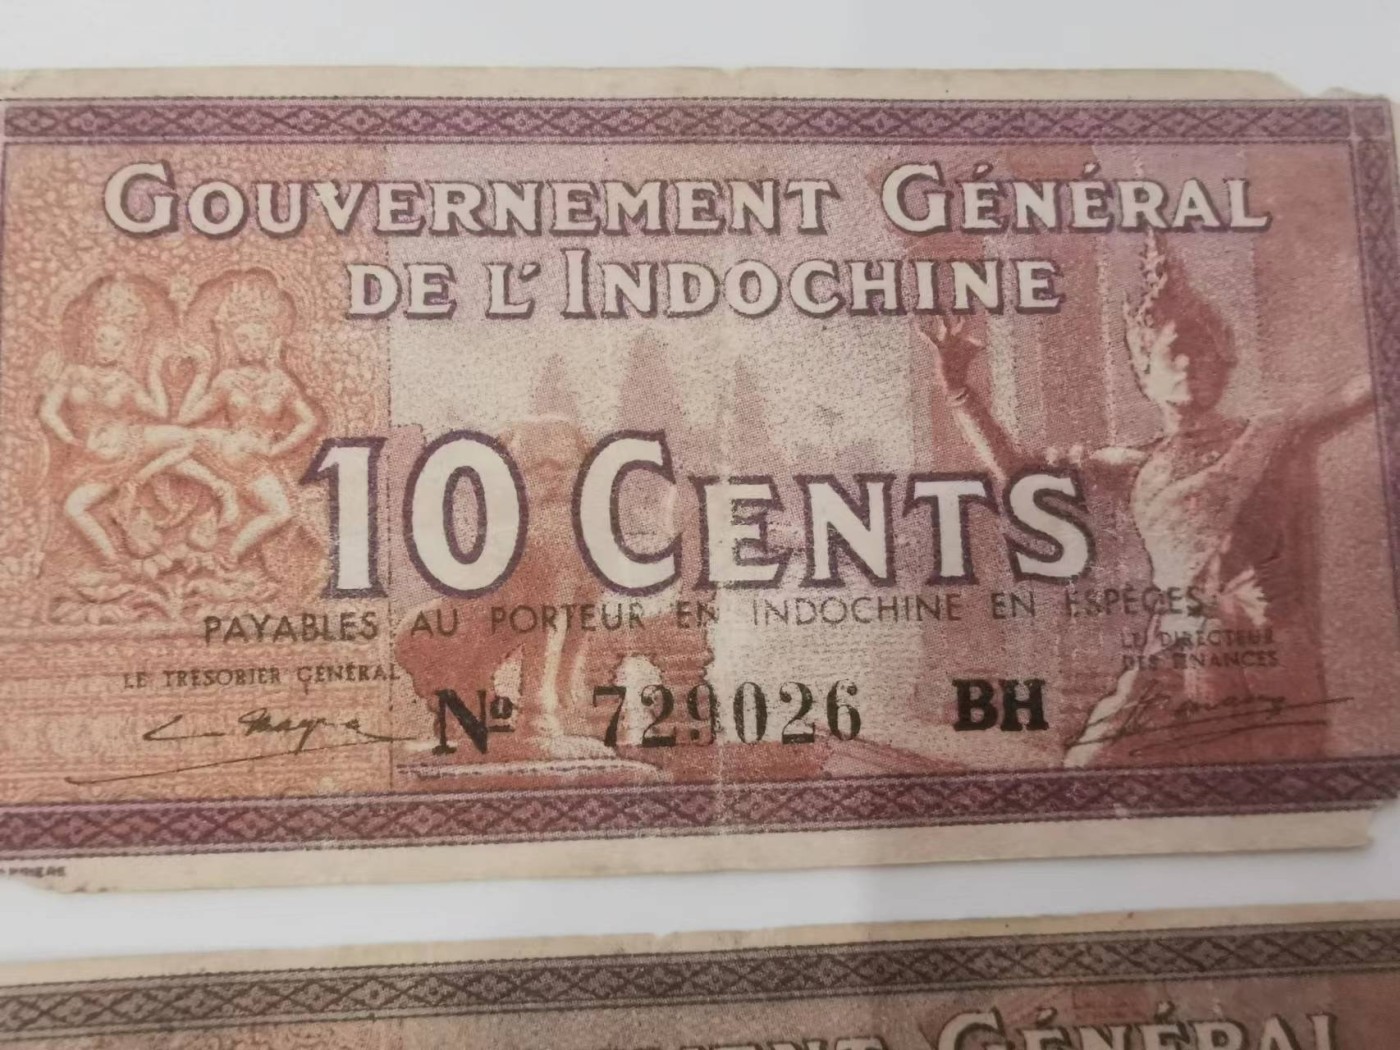 GOUVERNEMENT GÉNÉRAL
DE L'INDOCHINE
10 CENTS
PAYABLES AU PORTEUR EN INDOCHINE EN ESPÈCES
LE TRÉSORIER GÉNÉRAL
LE DIRECTEUR
DES FINANCES
Nº 729026 BH
GÉNÉRAL